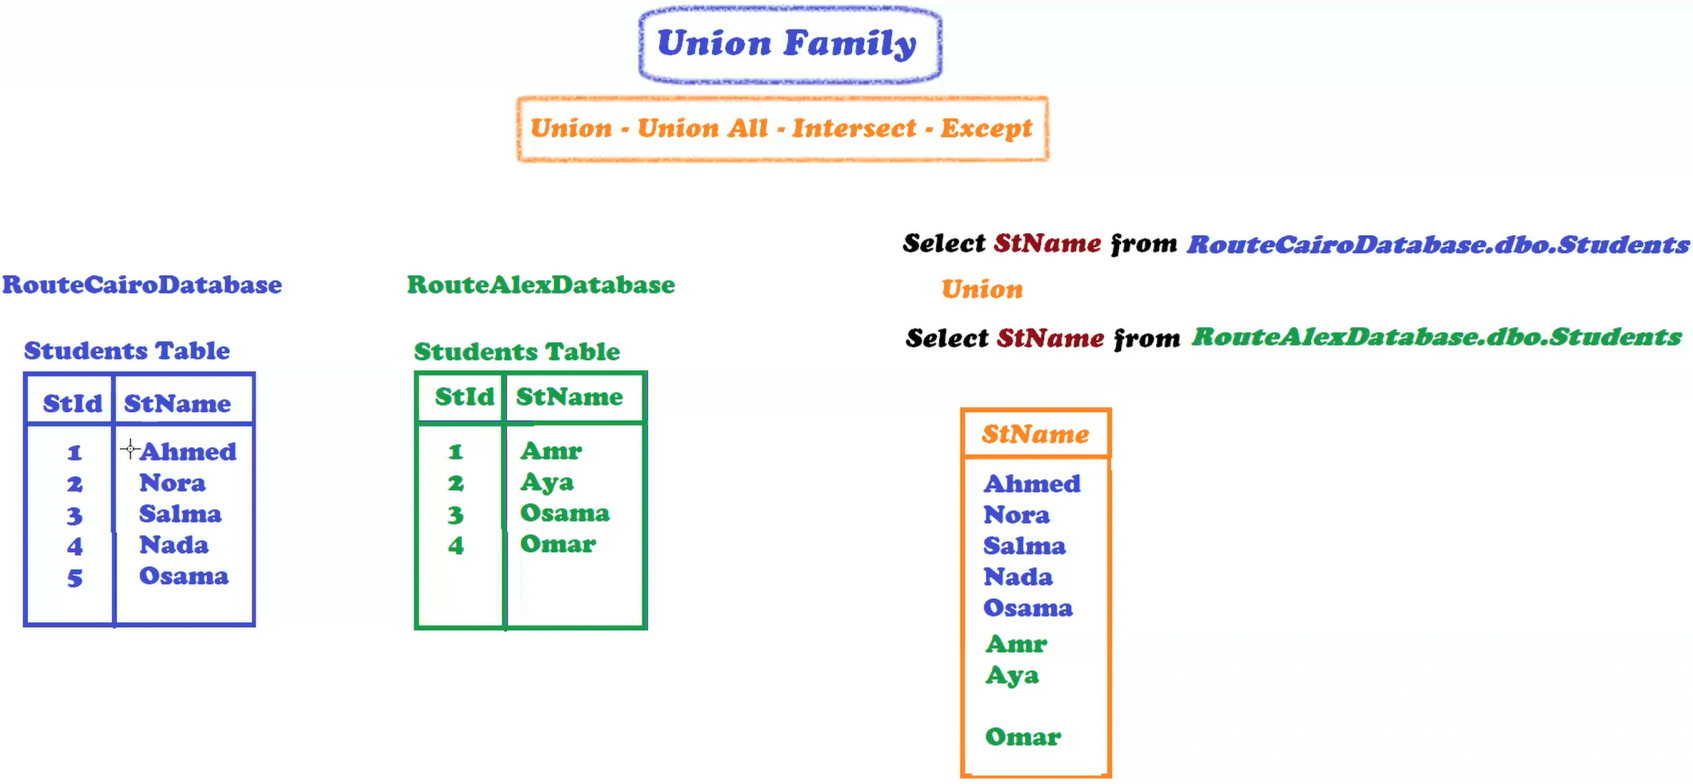 Union Family
Union - Union All - Intersect - Except
Select StName from RouteCairoDatabase.dbo.Students
Union
Select StName from RouteAlexDatabase.dbo.Students
RouteCairoDatabase
Students Table
StId StName
1 Ahmed
2 Nora
3 Salma
4 Nada
5 Osama
RouteAlexDatabase
Students Table
StId StName
1 Amr
2 Aya
3 Osama
4 Omar
StName
Ahmed
Nora
Salma
Nada
Osama
Amr
Aya
Omar